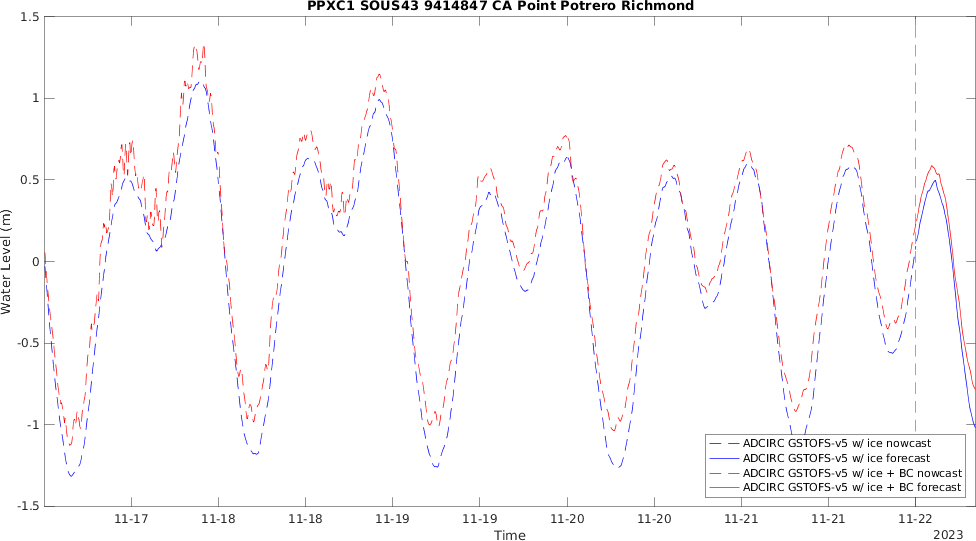 PPXC1 SOUS43 9414847 CA Point Potrero Richmond
1.5
1
0.5
0
-0.5
-1
-1.5
Water Level (m)
ADCIRC GSTOFS-v5 w/ ice nowcast
ADCIRC GSTOFS-v5 w/ ice forecast
ADCIRC GSTOFS-v5 w/ ice + BC nowcast
ADCIRC GSTOFS-v5 w/ ice + BC forecast
11-17 11-18 11-18 11-19 11-19 11-20 11-20 11-21 11-21 11-22
Time
2023